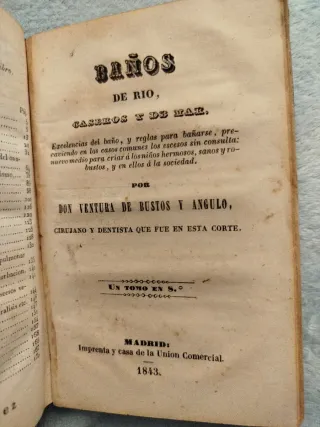 BAÑOS
DE RIO,
CASEROS Y DE MAR.
Excelencias del baño, y reglas para bañarse, pre-
caviendo en los casos comunes los escesos sin consulta:
nuevo medio para criar á los niños hermosos, sanos y ro-
bustos, y en ellos á la sociedad.
POR
DON VENTURA DE BUSTOS Y ANGULO,
CIRUJANO Y DENTISTA QUE FUE EN ESTA CORTE.
UN TOMO EN 8.º
MADRID:
Imprenta y casa de la Union Comercial.
1843.